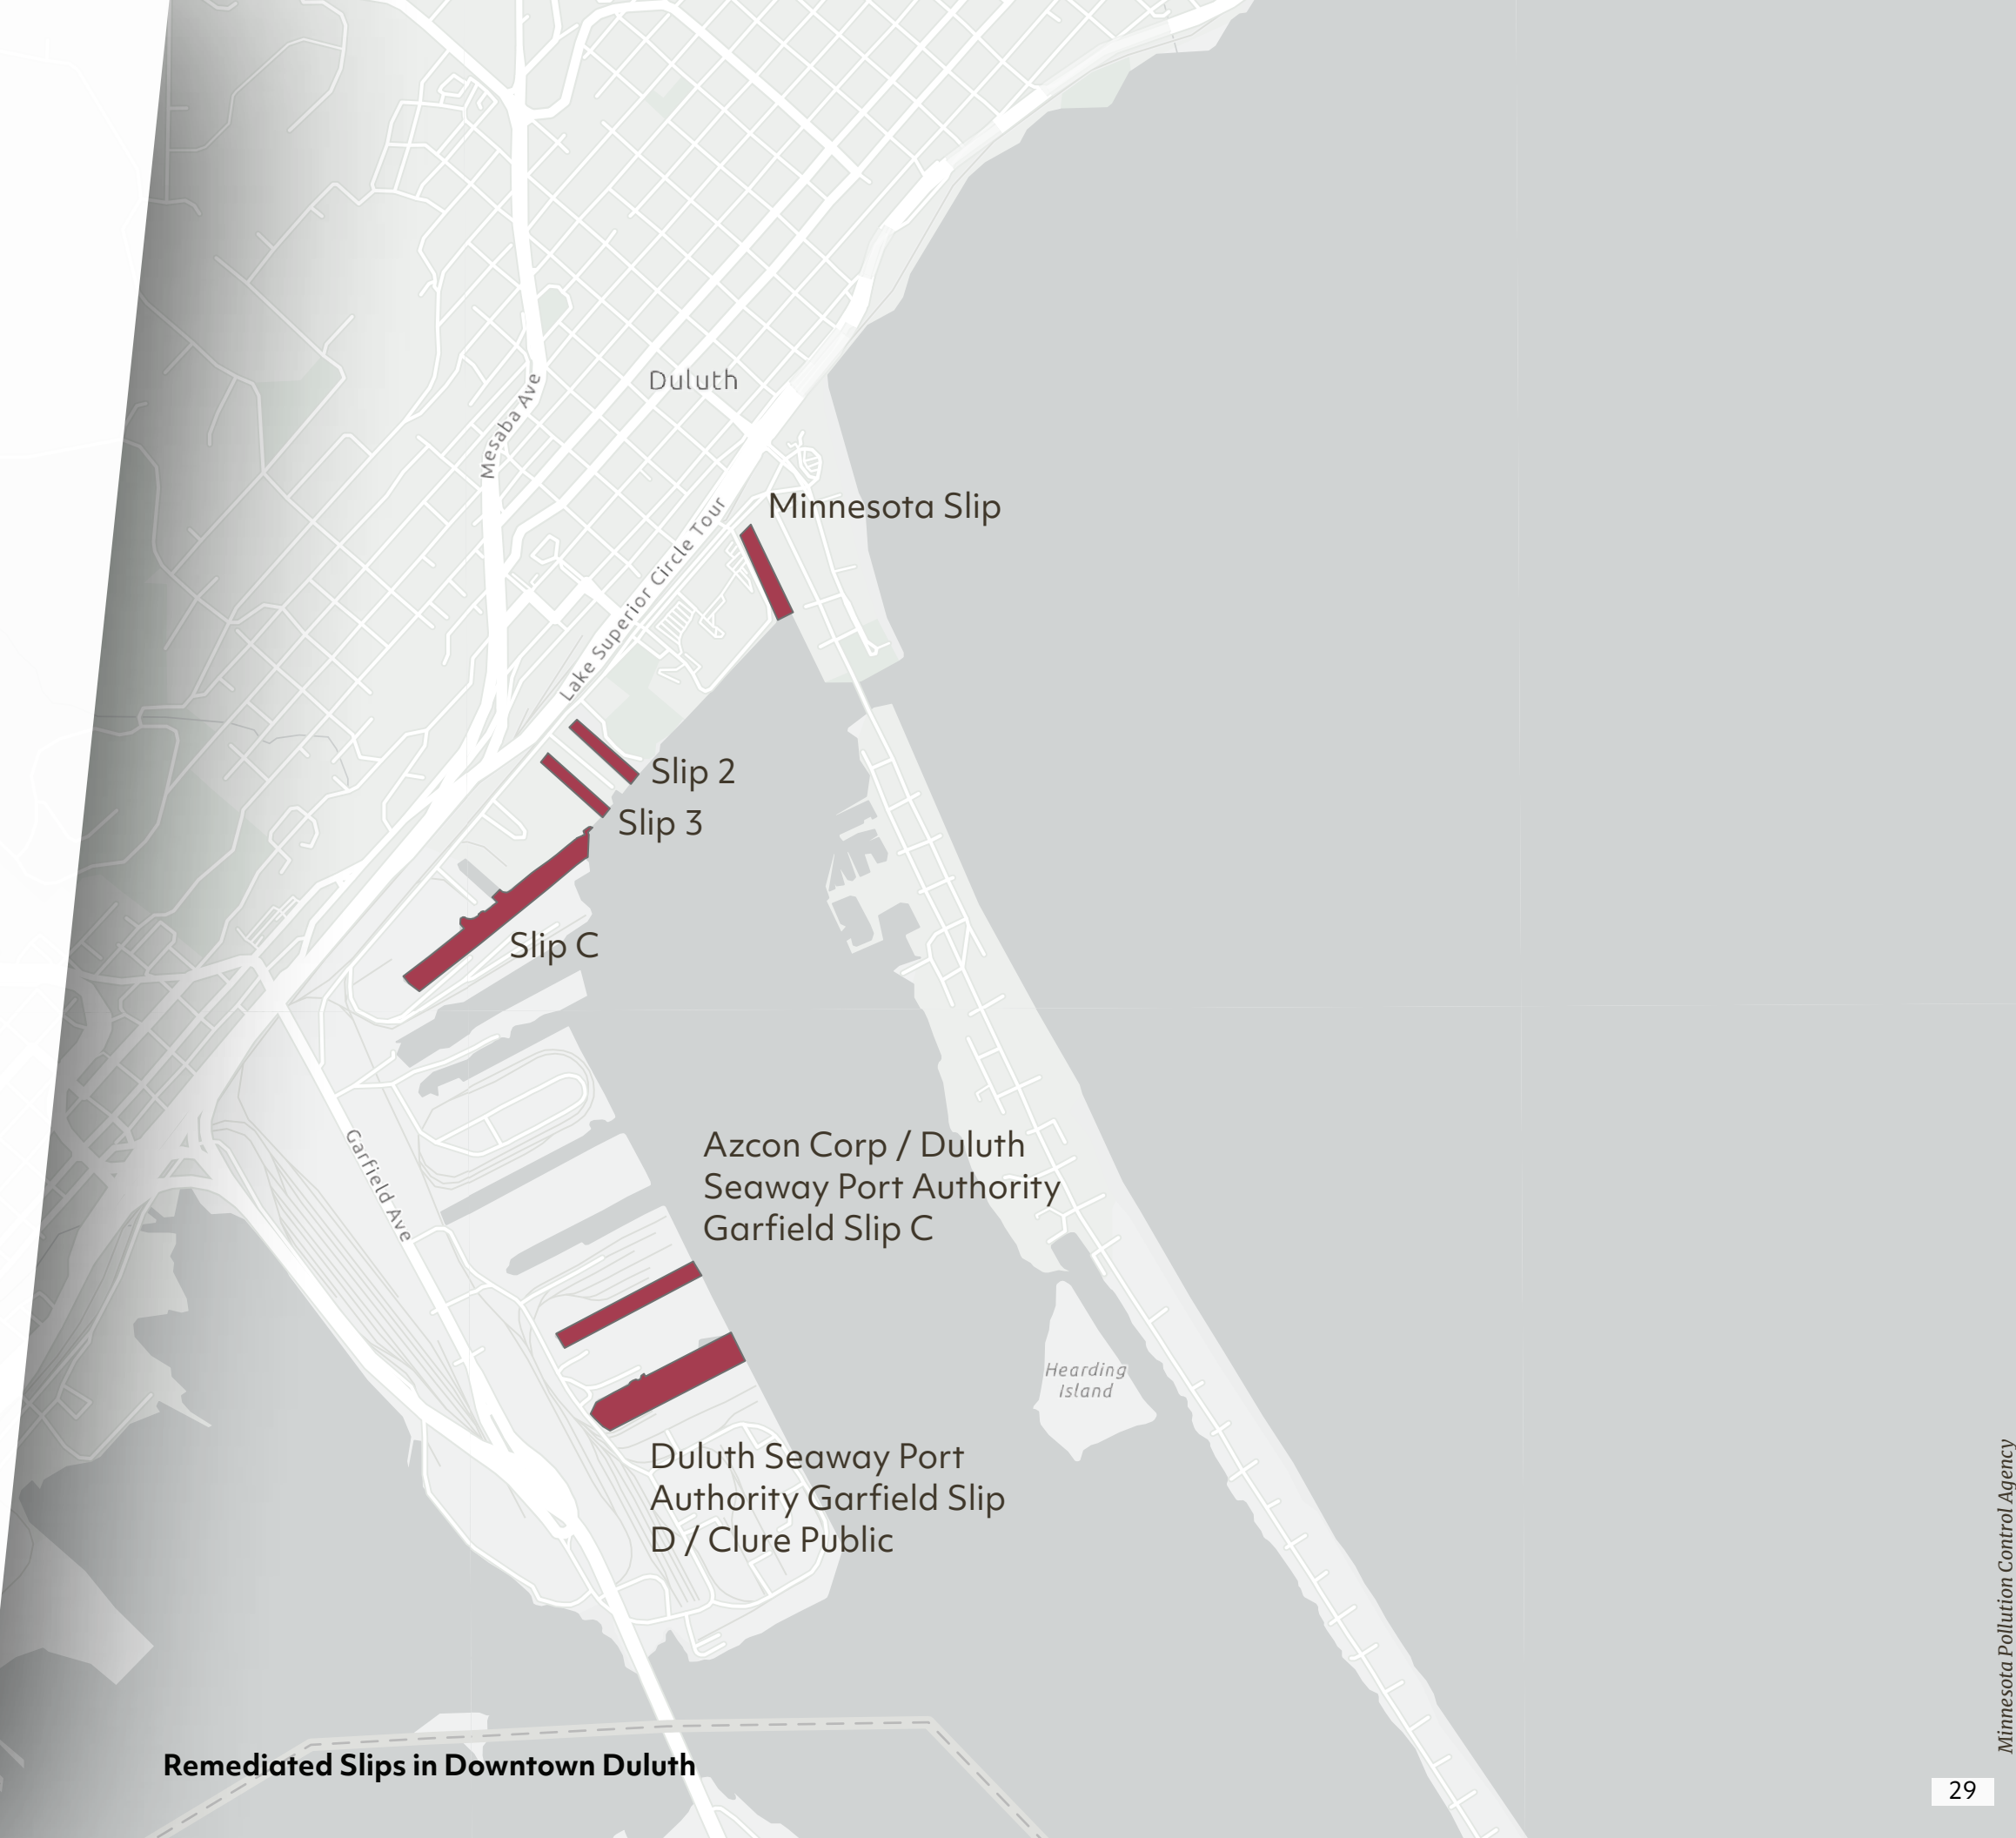 Duluth
Mesaba Ave
Lake Superior Circle Tour
Minnesota Slip
Slip 2
Slip 3
Slip C
Garfield Ave
Azcon Corp / Duluth
Seaway Port Authority
Garfield Slip C
Hearding
Island
Duluth Seaway Port
Authority Garfield Slip
D / Clure Public
Remediated Slips in Downtown Duluth
Minnesota Pollution Control Agency
29